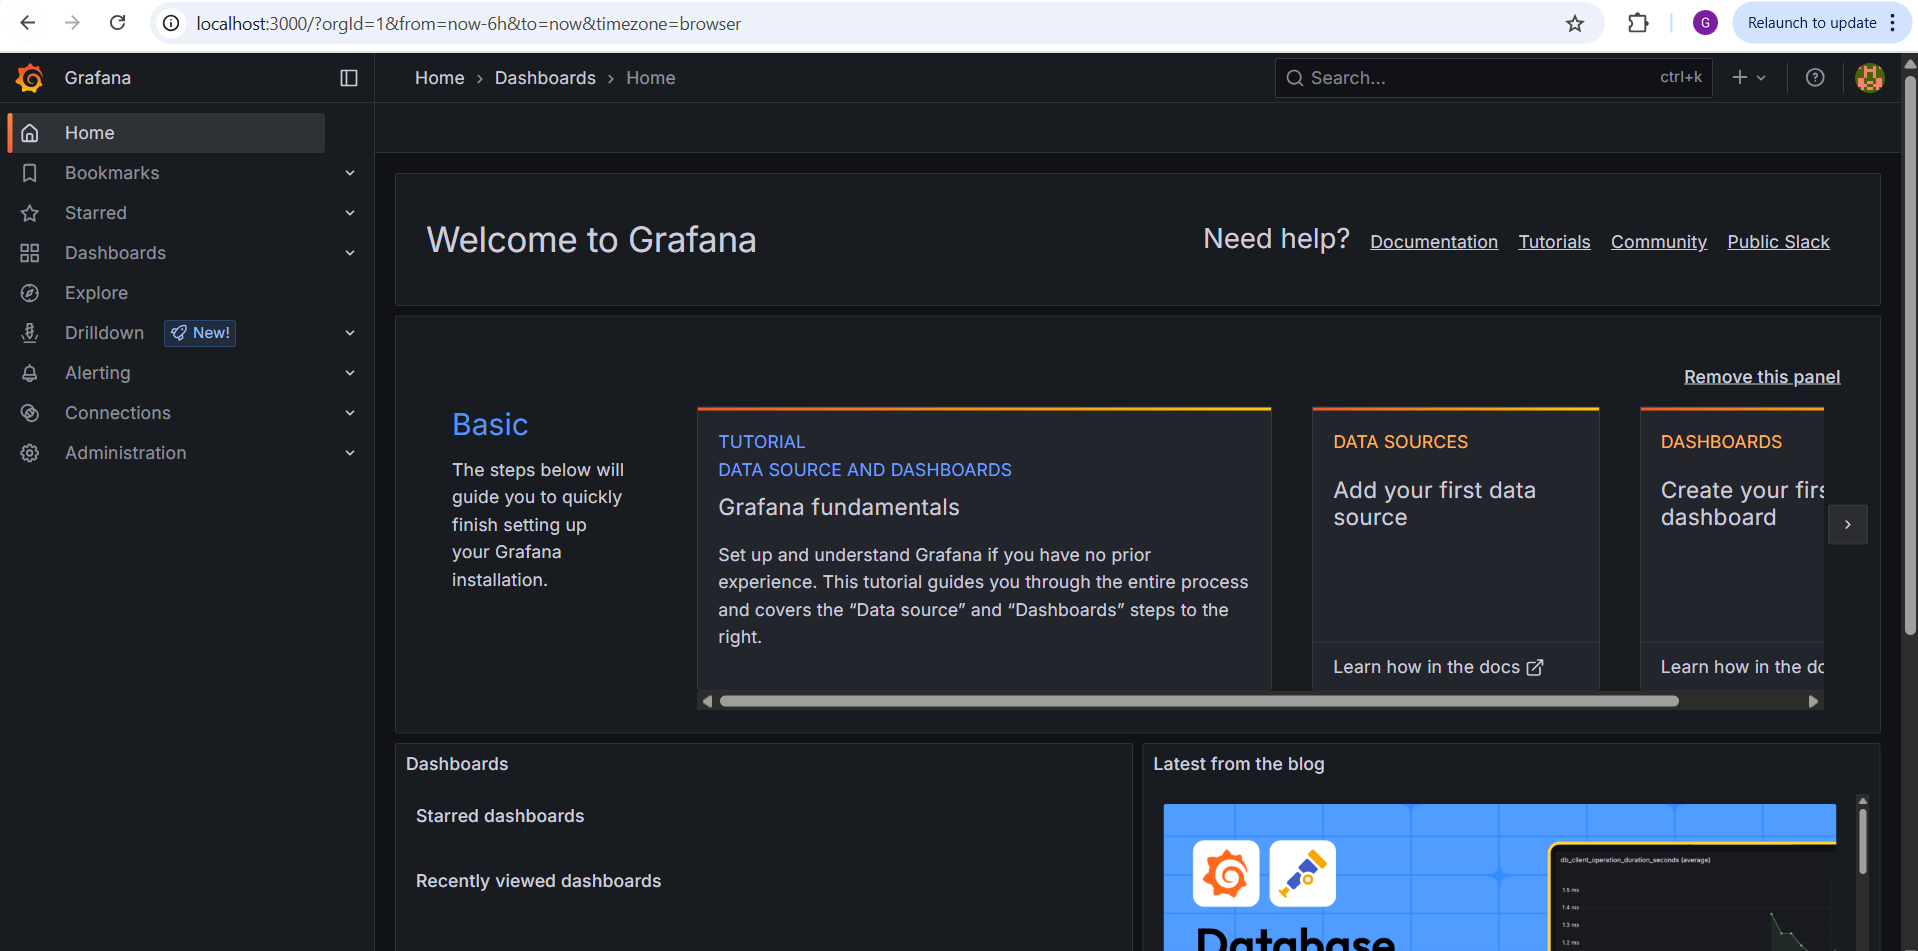 localhost:3000/?orgId=1&from=now-6h&to=now&timezone=browser
G
Relaunch to update
Grafana
Home › Dashboards › Home
Search...
ctrl+k
Home
Bookmarks
Starred
Dashboards
Explore
Drilldown
New!
Alerting
Connections
Administration
Welcome to Grafana
Need help?
Documentation
Tutorials
Community
Public Slack
Remove this panel
Basic
The steps below will
guide you to quickly
finish setting up
your Grafana
installation.
TUTORIAL
DATA SOURCE AND DASHBOARDS
Grafana fundamentals
Set up and understand Grafana if you have no prior
experience. This tutorial guides you through the entire process
and covers the “Data source” and “Dashboards” steps to the
right.
DATA SOURCES
Add your first data
source
Learn how in the docs
DASHBOARDS
Create your firs
dashboard
Learn how in the do
Dashboards
Starred dashboards
Recently viewed dashboards
Latest from the blog
Database
db_client_operation_duration_seconds (average)
1.5 ms
1.4 ms
1.3 ms
1.2 ms